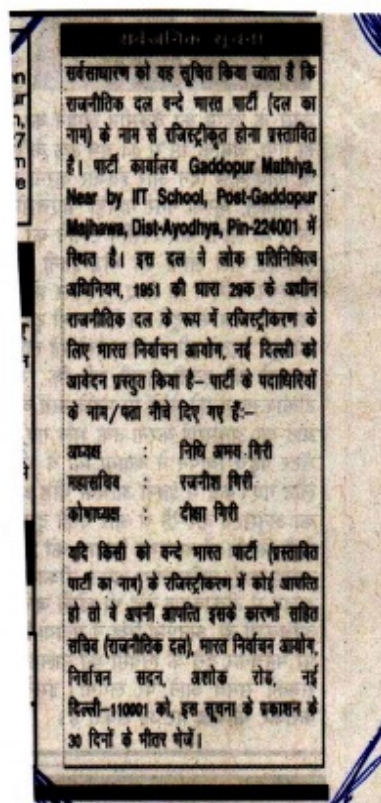 सर्वजनिक सूचना
सर्वसाधारण को यह सूचित किया जाता है कि
राजनीतिक दल वन्दे भारत पार्टी (दल का
नाम) के नाम से रजिस्ट्रीकृत होना प्रस्तावित
है। पार्टी कार्यालय Gaddopur Mathiya,
Near by IIT School, Post-Gaddopur
Majhawa, Dist-Ayodhya, Pin-224001 में
स्थित है। इस दल ने लोक प्रतिनिधित्व
अधिनियम, 1951 की धारा 29क के अधीन
राजनीतिक दल के रूप में रजिस्ट्रीकरण के
लिए भारत निर्वाचन आयोग, नई दिल्ली को
आवेदन प्रस्तुत किया है– पार्टी के पदाधिरियों
के नाम/पता नीचे दिए गए हैं:–
अध्यक्ष : निधि अभय गिरी
महासचिव : रजनीश गिरी
कोषाध्यक्ष : दीक्षा गिरी
यदि किसी को वन्दे भारत पार्टी (प्रस्तावित
पार्टी का नाम) के रजिस्ट्रीकरण में कोई आपत्ति
हो तो वे अपनी आपत्ति इसके कारणों सहित
सचिव (राजनीतिक दल), भारत निर्वाचन आयोग,
निर्वाचन सदन, अशोक रोड, नई
दिल्ली–110001 को, इस सूचना के प्रकाशन के
30 दिनों के भीतर भेजें।